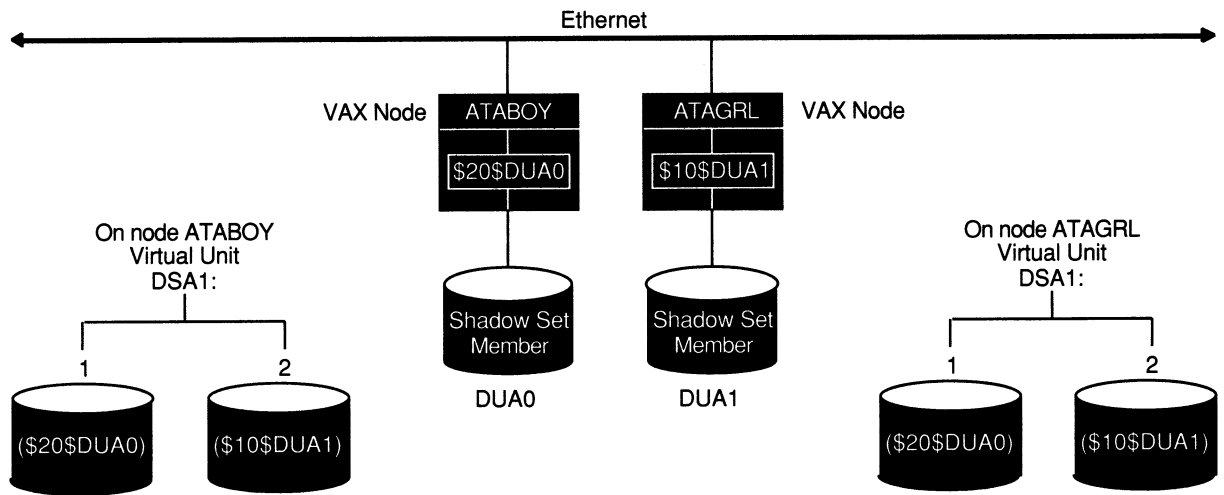 Ethernet
VAX Node
ATABOY
ATAGRL
VAX Node
$20$DUA0
$10$DUA1
On node ATABOY
Virtual Unit
DSA1:
On node ATAGRL
Virtual Unit
DSA1:
Shadow Set
Member
Shadow Set
Member
1
2
1
2
DUA0
DUA1
($20$DUA0)
($10$DUA1)
($20$DUA0)
($10$DUA1)